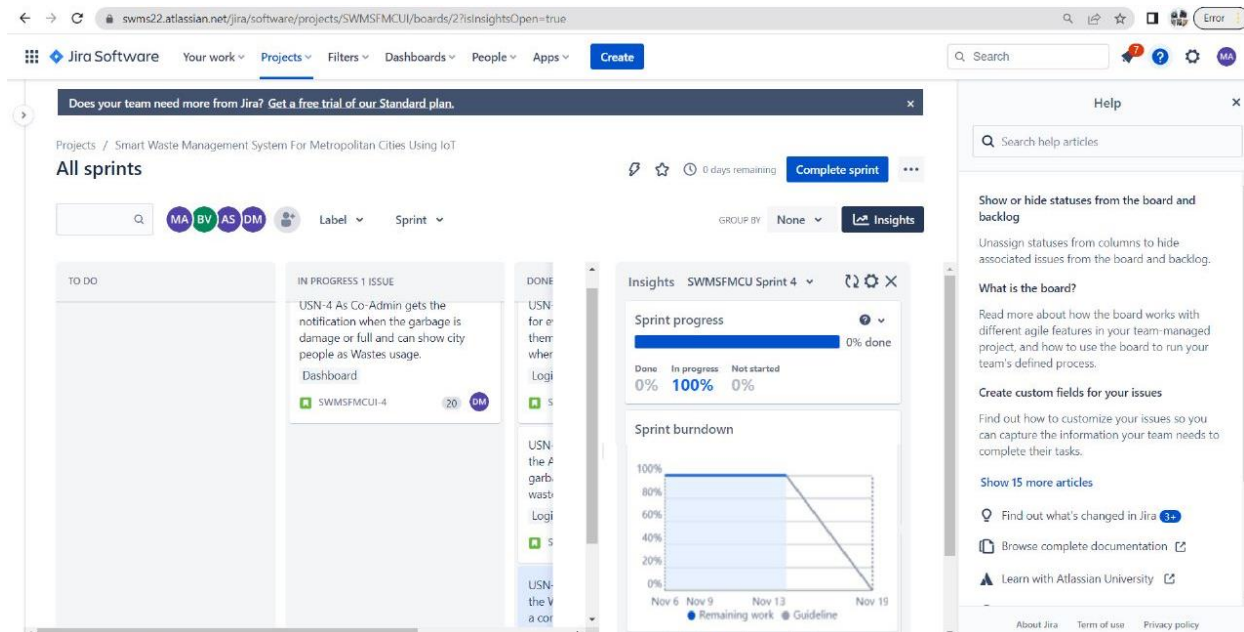 swms22.atlassian.net/jira/software/projects/SWMSFMCUI/boards/2?isInsightsOpen=true
Error
Jira Software Your work Projects Filters Dashboards People Apps Create
Search
7
MA
Does your team need more from Jira? Get a free trial of our Standard plan.
Projects / Smart Waste Management System For Metropolitan Cities Using IoT
All sprints
0 days remaining
Complete sprint
MA BV AS DM
Label
Sprint
GROUP BY None
Insights
TO DO
IN PROGRESS 1 ISSUE
USN-4 As Co-Admin gets the
notification when the garbage is
damage or full and can show city
people as Wastes usage.
Dashboard
SWMSFMCUI-4 20 DM
DONE
USN-
for e
them
wher
Logi
S
USN-
the A
garb
wast
Logi
S
USN-
the V
a cor
Insights SWMSFMCU Sprint 4
Sprint progress
0% done
Done In progress Not started
0% 100% 0%
Sprint burndown
100%
80%
60%
40%
20%
0%
Nov 6 Nov 9 Nov 13 Nov 19
Remaining work Guideline
Help
Search help articles
Show or hide statuses from the board and
backlog
Unassign statuses from columns to hide
associated issues from the board and backlog.
What is the board?
Read more about how the board works with
different agile features in your team-managed
project, and how to use the board to run your
team's defined process.
Create custom fields for your issues
Find out how to customize your issues so you
can capture the information your team needs to
complete their tasks.
Show 15 more articles
Find out what's changed in Jira 3+
Browse complete documentation
Learn with Atlassian University
About Jira Term of use Privacy policy